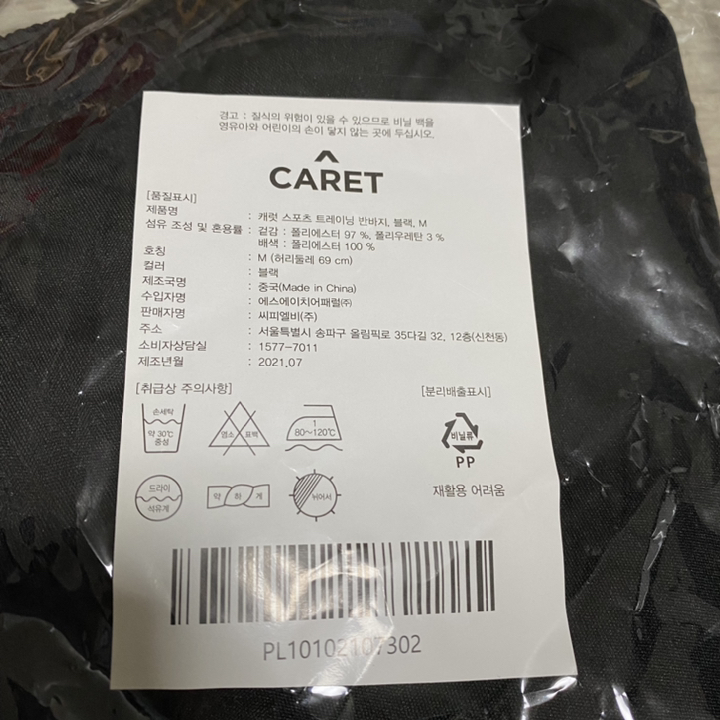 경고 : 질식의 위험이 있을 수 있으므로 비닐 백을
영유아와 어린이의 손이 닿지 않는 곳에 두십시오.
CARET
[품질표시]
제품명 : 캐럿 스포츠 트레이닝 반바지, 블랙, M
섬유 조성 및 혼용률 : 겉감 : 폴리에스터 97 %, 폴리우레탄 3 %
배색 : 폴리에스터 100 %
호칭 : M (허리둘레 69 cm)
컬러 : 블랙
제조국명 : 중국(Made in China)
수입자명 : 에스에이치어패럴㈜
판매자명 : 씨피엘비(주)
주소 : 서울특별시 송파구 올림픽로 35다길 32, 12층(신천동)
소비자상담실 : 1577-7011
제조년월 : 2021.07
[취급상 주의사항]
[분리배출표시]
손세탁
약 30℃
중성
염소 표백
1
80~120℃
비닐류
PP
드라이
석유계
약 하 게
뉘어서
재활용 어려움
PL10102107302